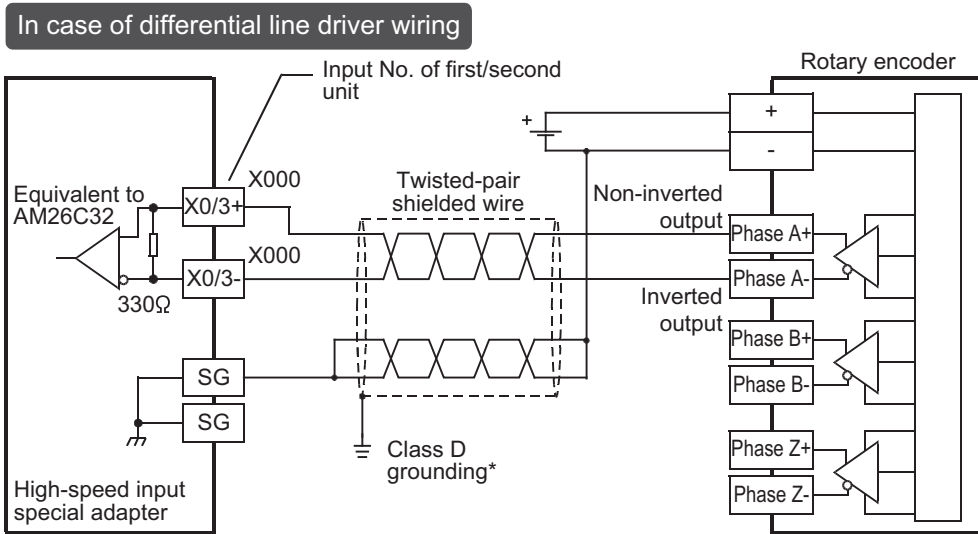 In case of differential line driver wiring
Input No. of first/second
unit
Rotary encoder
+
+
-
Equivalent to
AM26C32
X000
X0/3+
X000
X0/3-
330Ω
Twisted-pair
shielded wire
Non-inverted
output
Inverted
output
Phase A+
Phase A-
Phase B+
Phase B-
Phase Z+
Phase Z-
SG
SG
Class D
grounding*
High-speed input
special adapter